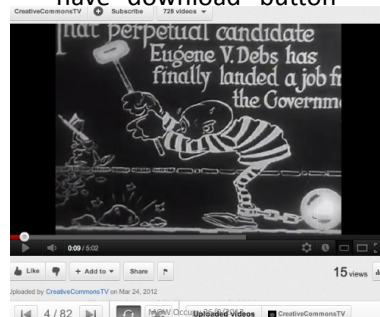 have download button
CreativeCommonsTV Subscribe 728 videos
that perpetual candidate
Eugene V. Debs has
finally landed a job fr
the Governme
0:09 / 5:02
Like Add to Share
15 views
Uploaded by CreativeCommonsTV on Mar 24, 2012
4 / 82 Uploaded videos CreativeCommonsTV